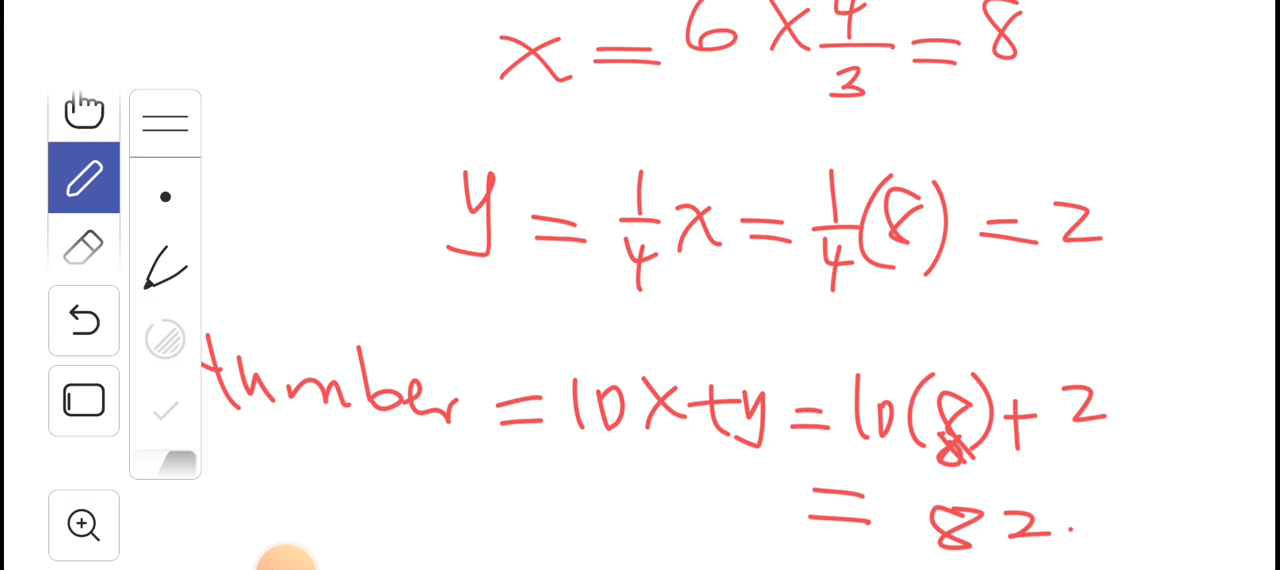 x = 6 × 4/3 = 8
y = 1/4 x = 1/4 (8) = 2
number = 10x + y = 10(8) + 2
= 82.